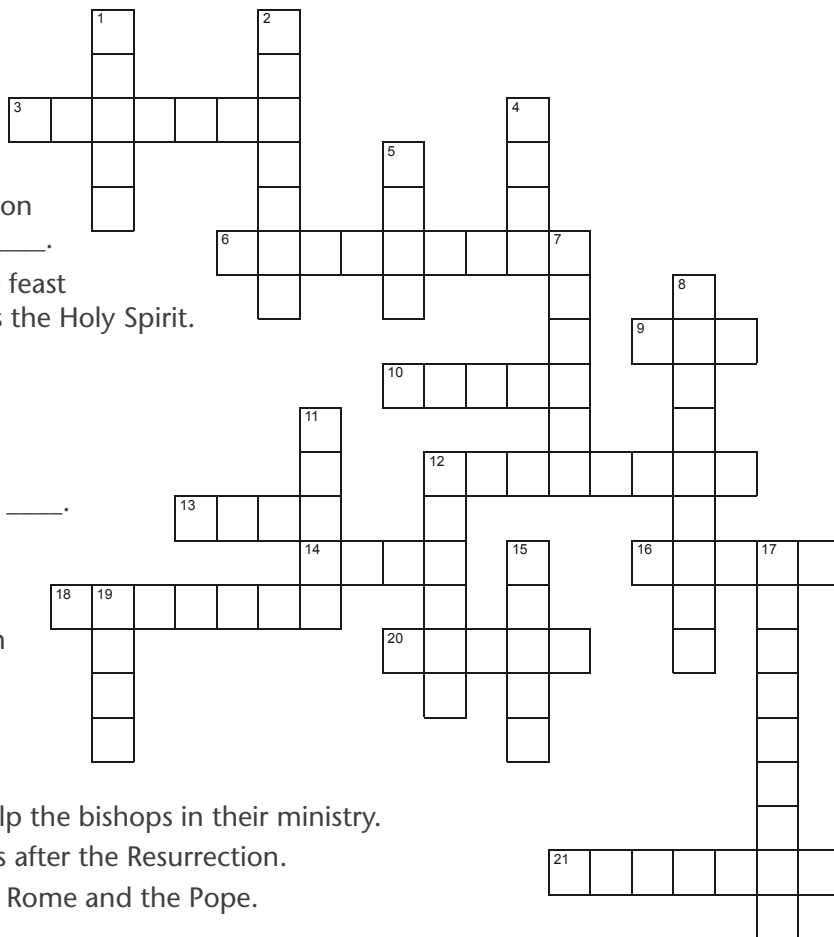 1 2
3 4
5
on
____. 6 7
feast 8
s the Holy Spirit. 9
10
11
12
____. 13
14 15 16 17
18 19
20
lp the bishops in their ministry.
s after the Resurrection.
21
Rome and the Pope.